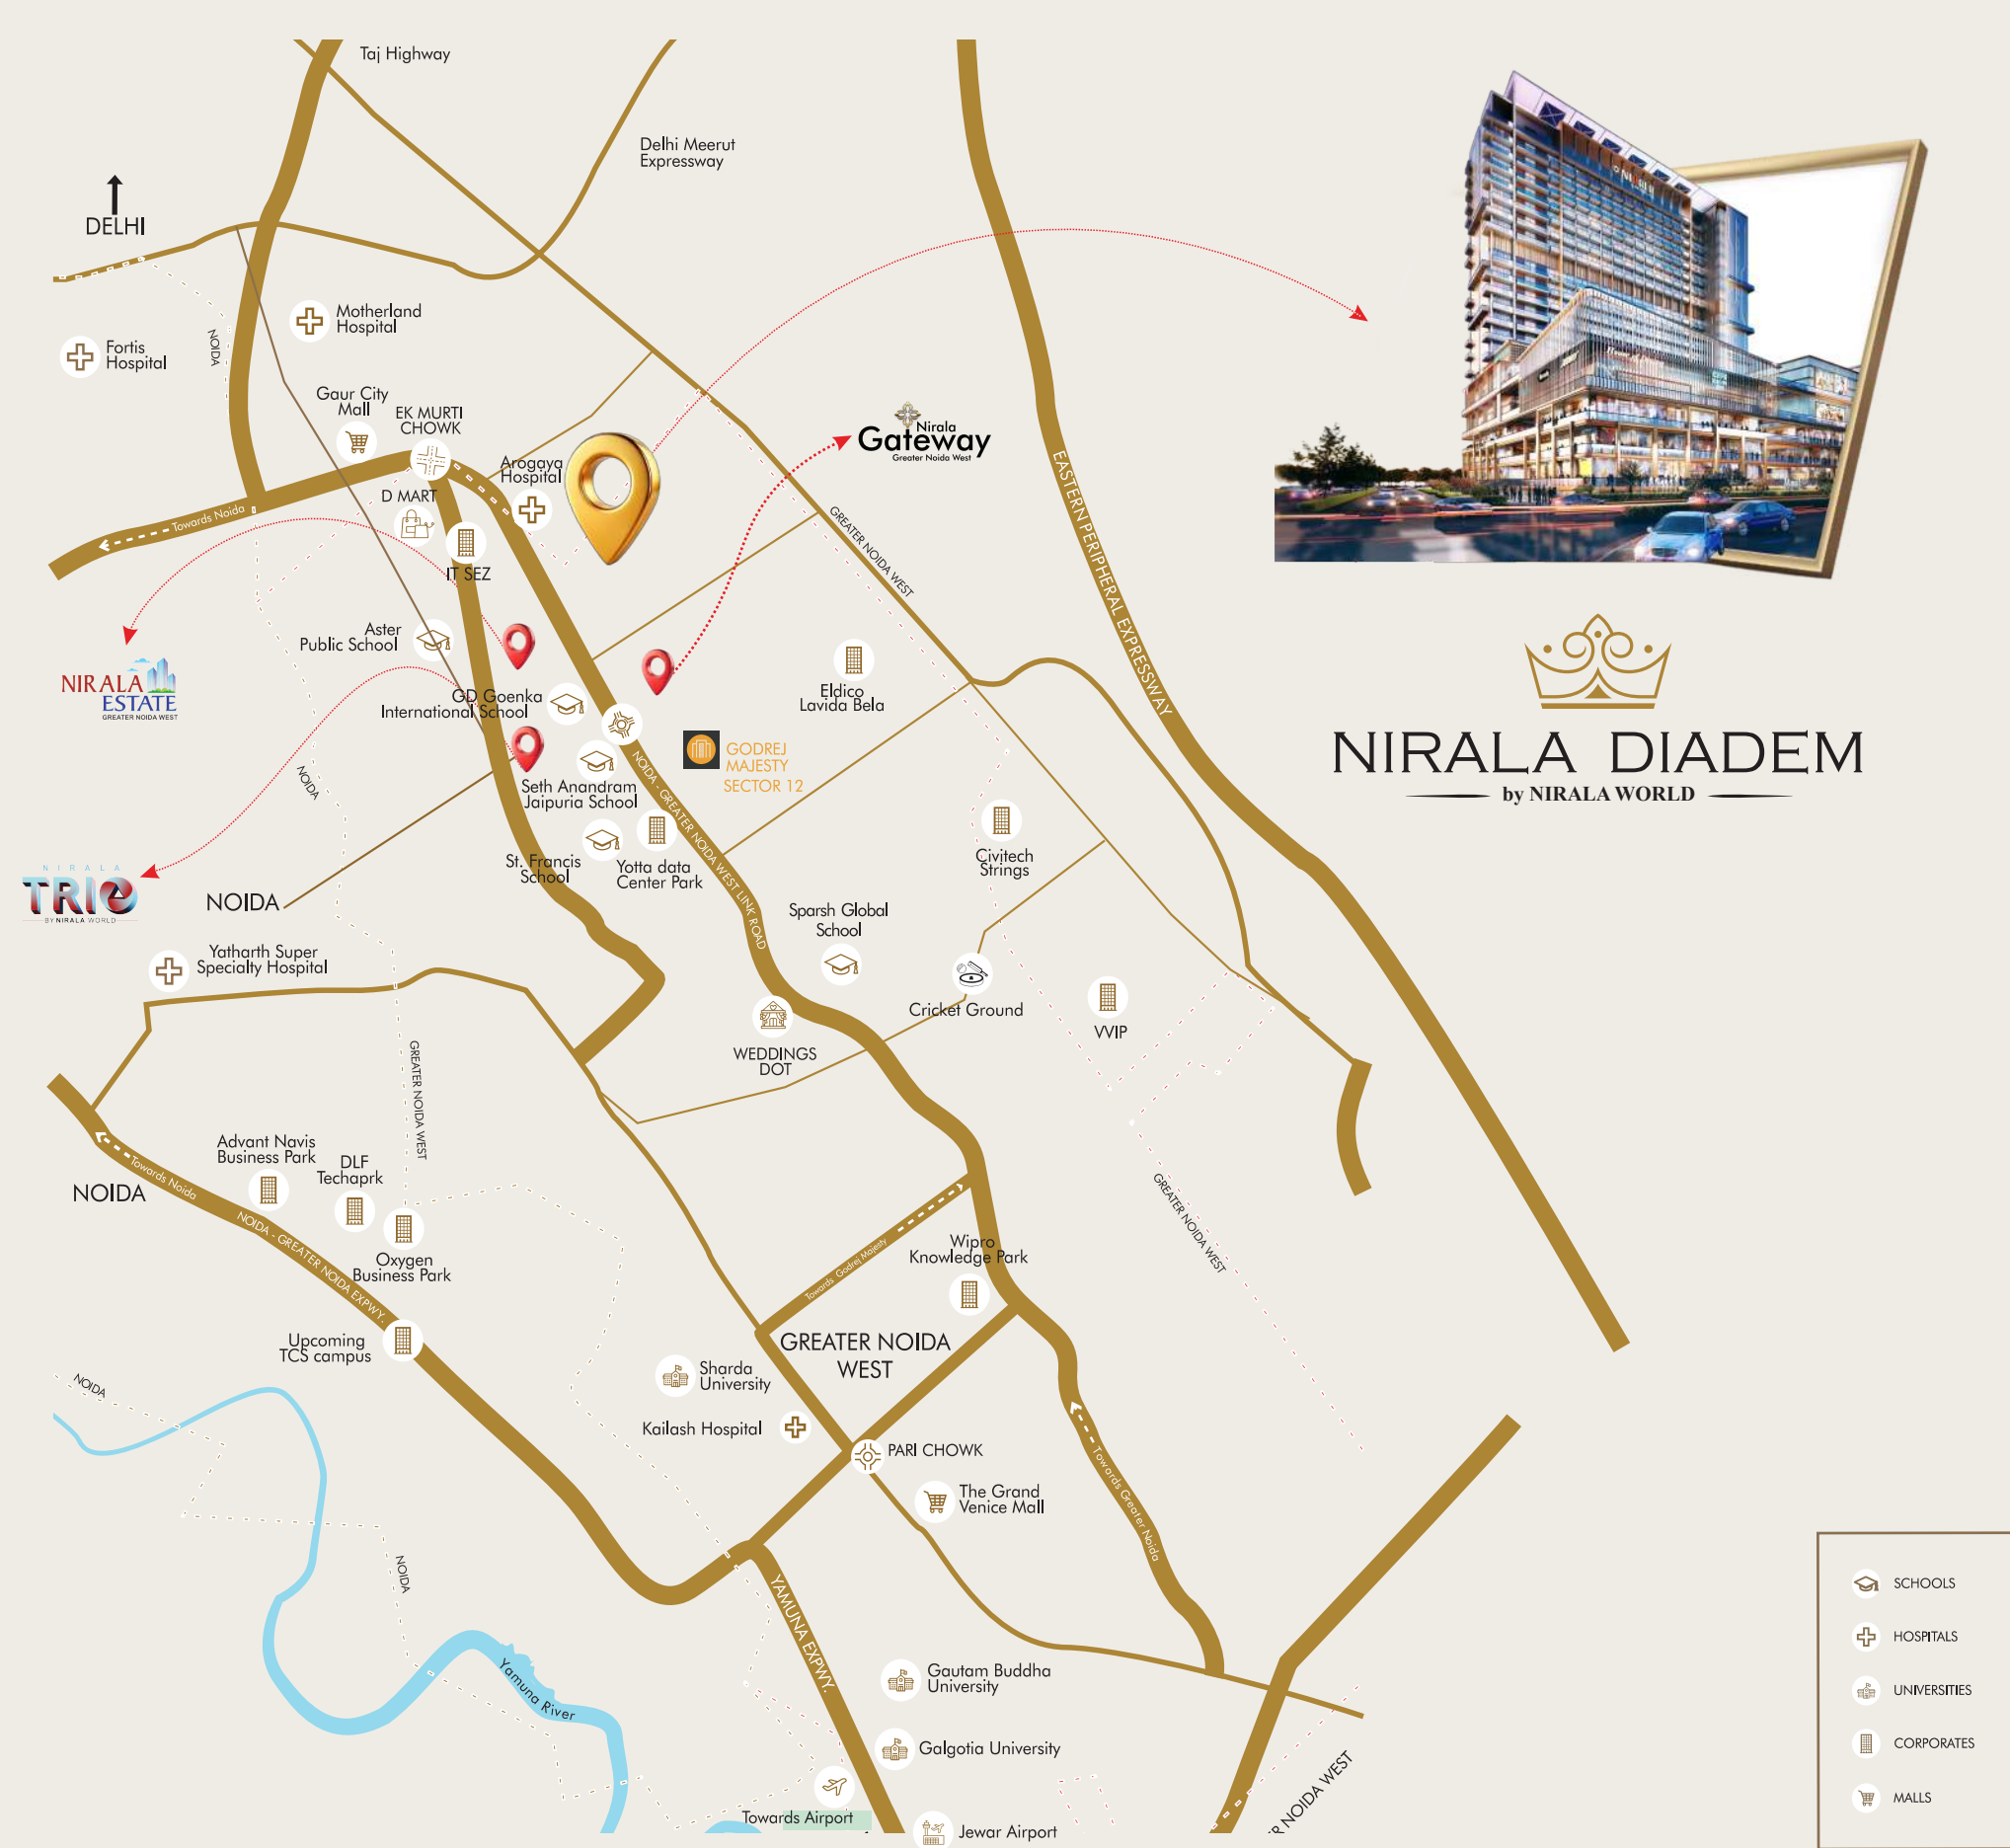 Taj Highway
Delhi Meerut
Expressway
DELHI
Motherland
Hospital
Fortis
Hospital
NOIDA
Gaur City
Mall
EK MURTI
CHOWK
Arogaya
Hospital
D MART
IT SEZ
Towards Noida
Nirala
Gateway
Greater Noida West
GREATER NOIDA WEST
EASTERN PERIPHERAL EXPRESSWAY
Aster
Public School
NIRALA
ESTATE
GREATER NOIDA WEST
GD Goenka
International School
Eldico
Lavida Bela
GODREJ
MAJESTY
SECTOR 12
NIRALA DIADEM
by NIRALA WORLD
NOIDA
Seth Anandram
Jaipuria School
NOIDA - GREATER NOIDA WEST LINK ROAD
St. Francis
School
Yotta data
Center Park
Civitech
Strings
NIRALA
TRIO
BY NIRALA WORLD
NOIDA
Sparsh Global
School
Yatharth Super
Specialty Hospital
Cricket Ground
VVIP
WEDDINGS
DOT
GREATER NOIDA WEST
Advant Navis
Business Park
DLF
Techaprk
NOIDA
Towards Noida
NOIDA - GREATER NOIDA EXPWY.
Oxygen
Business Park
Towards Godrej Majesty
Wipro
Knowledge Park
GREATER NOIDA WEST
Upcoming
TCS campus
GREATER NOIDA
WEST
Sharda
University
NOIDA
Kailash Hospital
PARI CHOWK
The Grand
Venice Mall
Towards Greater Noida
NOIDA
YAMUNA EXPWY.
Yamuna River
Gautam Buddha
University
Galgotia University
Towards Airport
Jewar Airport
R NOIDA WEST
SCHOOLS
HOSPITALS
UNIVERSITIES
CORPORATES
MALLS